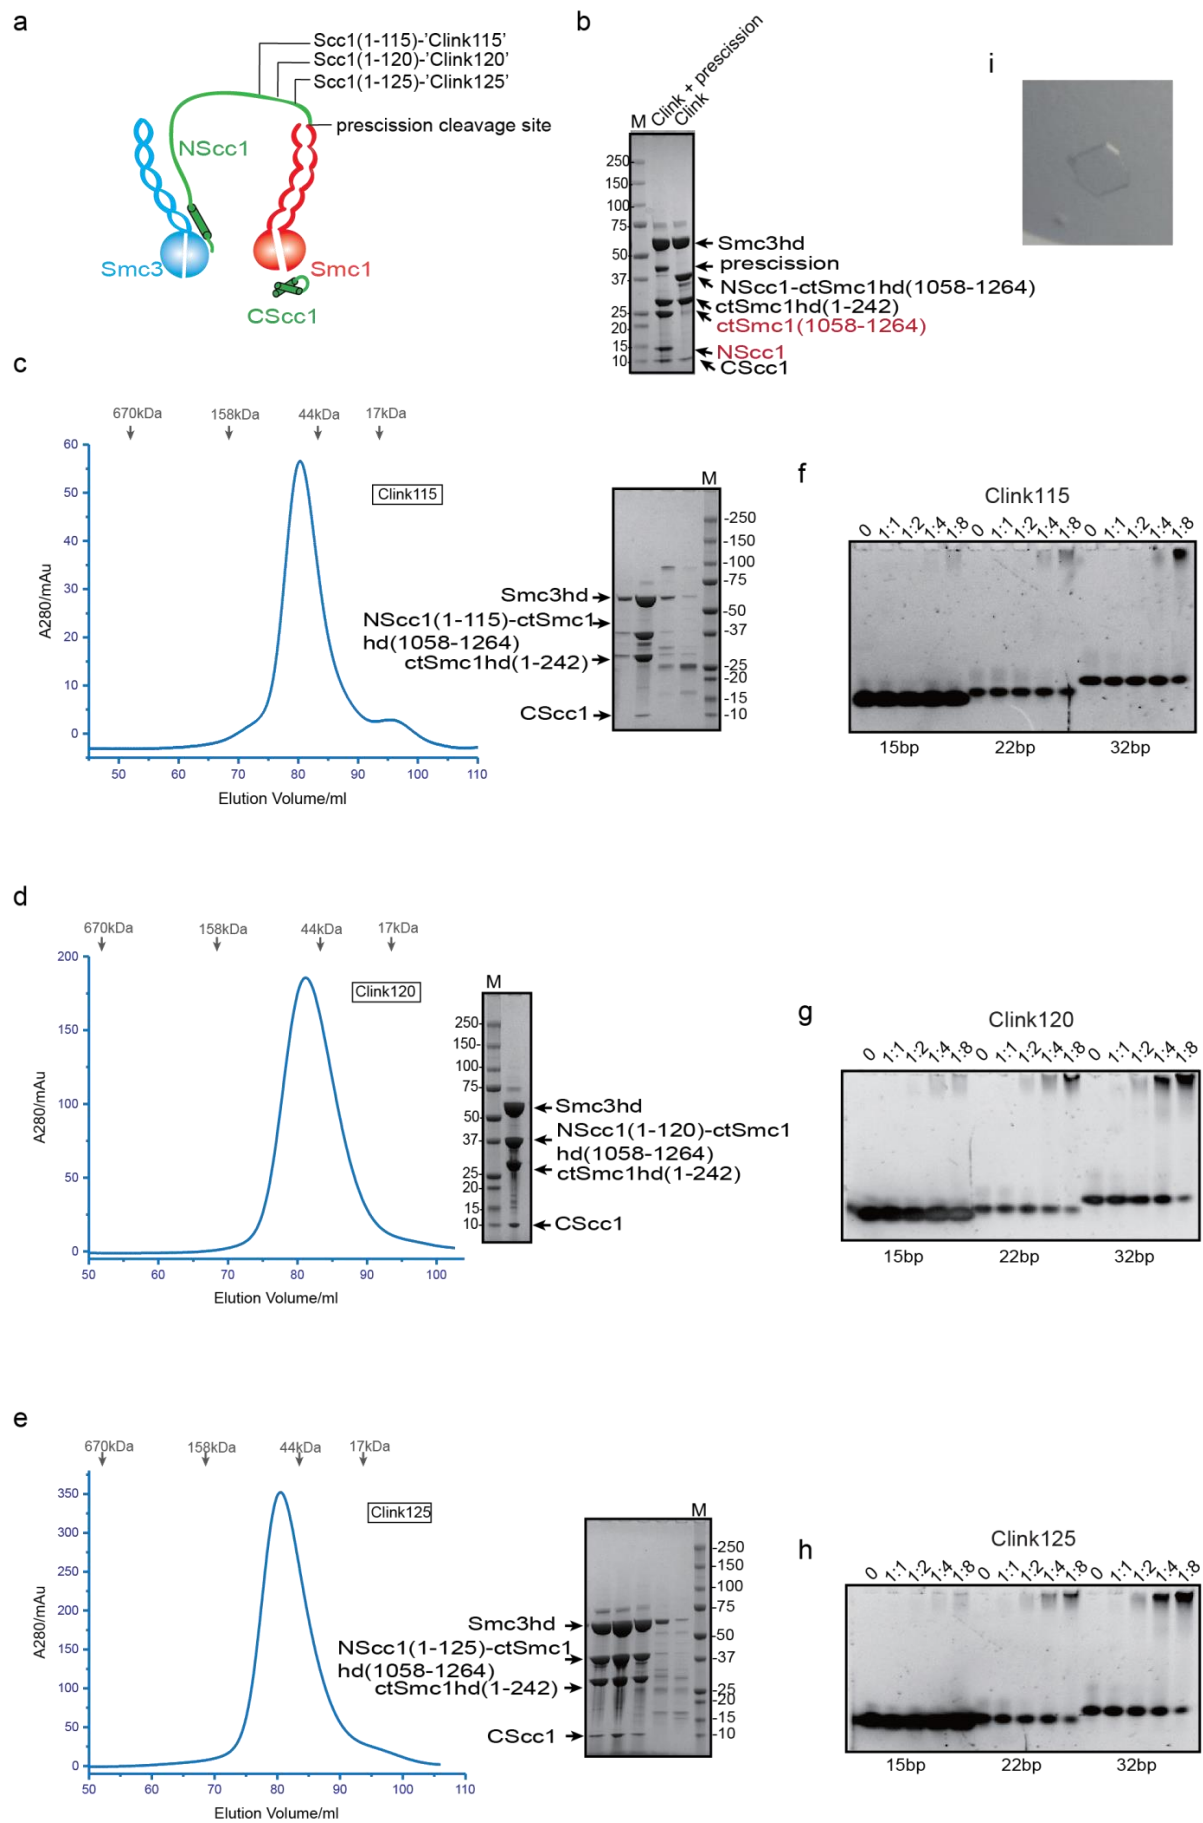 a
Scc1(1-115)-'Clink115'
Scc1(1-120)-'Clink120'
Scc1(1-125)-'Clink125'
prescission cleavage site
NScc1
Smc3
Smc1
CScc1
b
M
Clink + prescission
Clink
250
150
100
75
50
37
25
20
15
10
Smc3hd
prescission
NScc1-ctSmc1hd(1058-1264)
ctSmc1hd(1-242)
ctSmc1(1058-1264)
NScc1
CScc1
i
c
670kDa 158kDa 44kDa 17kDa
60
50
40
30
20
10
0
A280/mAu
Clink115
50 60 70 80 90 100 110
Elution Volume/ml
M
-250
-150
-100
-75
-50
-37
-25
-20
-15
-10
Smc3hd
NScc1(1-115)-ctSmc1
hd(1058-1264)
ctSmc1hd(1-242)
CScc1
f
Clink115
0 1:1 1:2 1:4 1:8 0 1:1 1:2 1:4 1:8 0 1:1 1:2 1:4 1:8
15bp 22bp 32bp
d
670kDa 158kDa 44kDa 17kDa
200
150
100
50
0
A280/mAu
Clink120
50 60 70 80 90 100
Elution Volume/ml
M
250-
150-
100-
75-
50-
37-
25-
20-
15-
10-
Smc3hd
NScc1(1-120)-ctSmc1
hd(1058-1264)
ctSmc1hd(1-242)
CScc1
g
Clink120
0 1:1 1:2 1:4 1:8 0 1:1 1:2 1:4 1:8 0 1:1 1:2 1:4 1:8
15bp 22bp 32bp
e
670kDa 158kDa 44kDa 17kDa
350
300
250
200
150
100
50
0
A280/mAu
Clink125
50 60 70 80 90 100 110
Elution Volume/ml
M
-250
-150
-100
-75
-50
-37
-25
-20
-15
-10
Smc3hd
NScc1(1-125)-ctSmc1
hd(1058-1264)
ctSmc1hd(1-242)
CScc1
h
Clink125
0 1:1 1:2 1:4 1:8 0 1:1 1:2 1:4 1:8 0 1:1 1:2 1:4 1:8
15bp 22bp 32bp